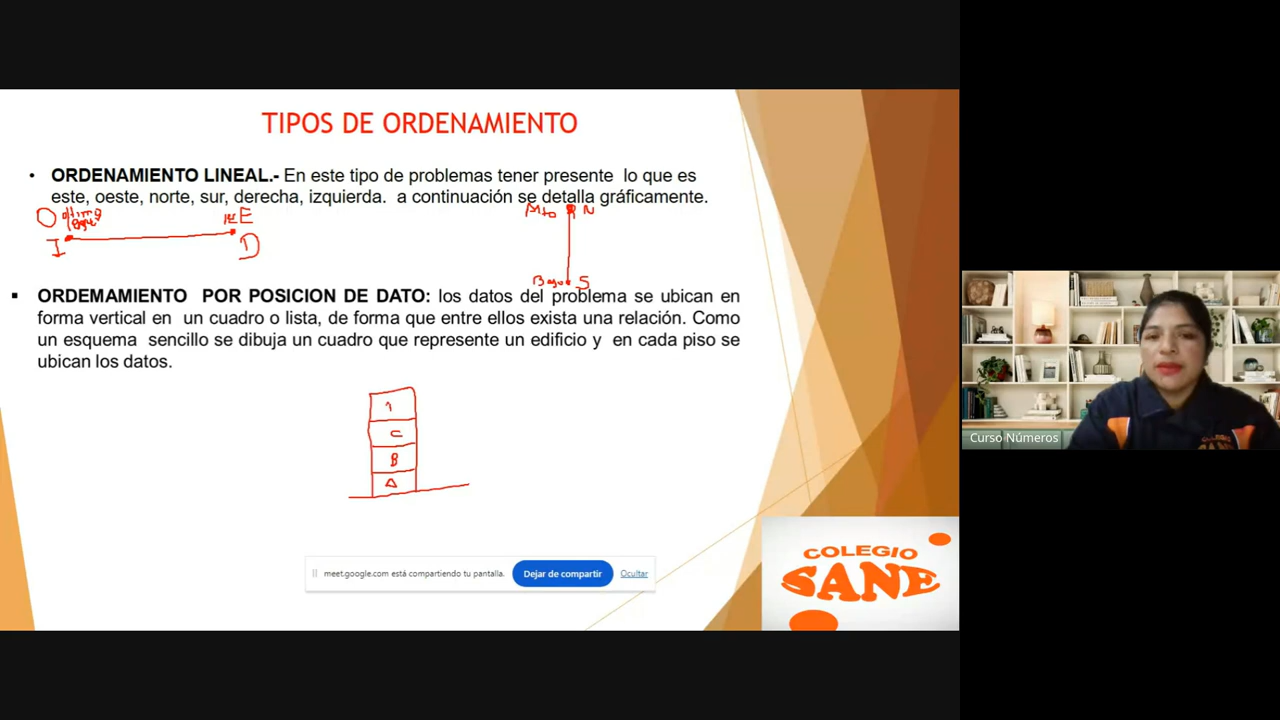 TIPOS DE ORDENAMIENTO
• ORDENAMIENTO LINEAL.- En este tipo de problemas tener presente lo que es
este, oeste, norte, sur, derecha, izquierda. a continuación se detalla gráficamente.
O E
I D
Alto N
Bajo S
▪ ORDEMAMIENTO POR POSICION DE DATO: los datos del problema se ubican en
forma vertical en un cuadro o lista, de forma que entre ellos exista una relación. Como
un esquema sencillo se dibuja un cuadro que represente un edificio y en cada piso se
ubican los datos.
C
B
A
meet.google.com está compartiendo tu pantalla.
Dejar de compartir
Ocultar
COLEGIO
SANE
Curso Números